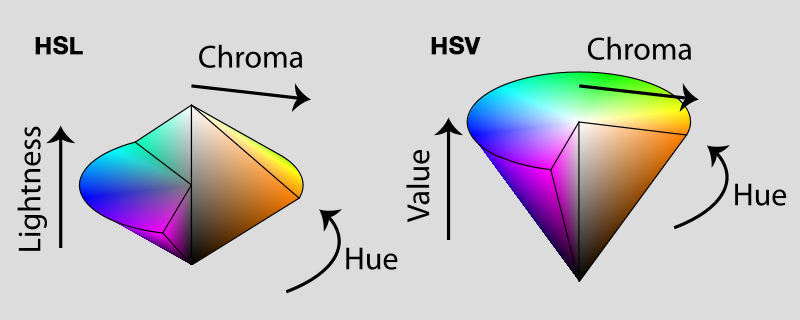 HSL
Chroma
Lightness
Hue
HSV
Chroma
Value
Hue